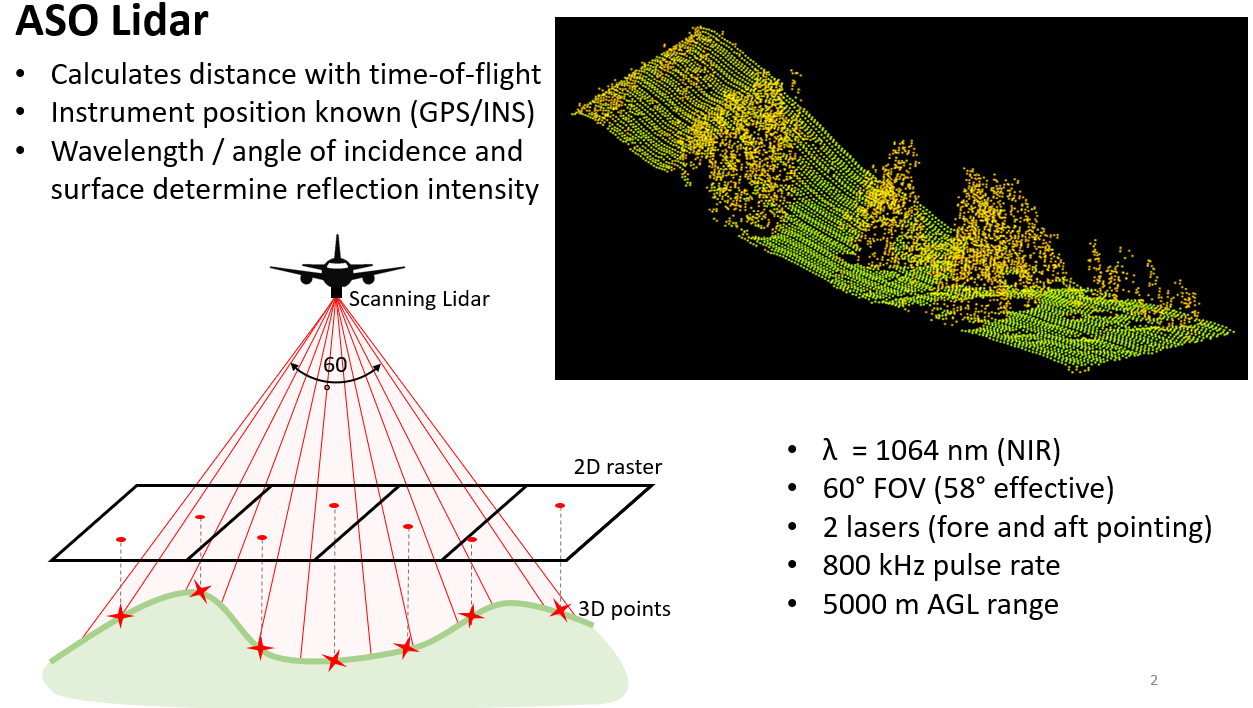 ASO Lidar
• Calculates distance with time-of-flight
• Instrument position known (GPS/INS)
• Wavelength / angle of incidence and
surface determine reflection intensity
Scanning Lidar
60
°
2D raster
3D points
• λ = 1064 nm (NIR)
• 60° FOV (58° effective)
• 2 lasers (fore and aft pointing)
• 800 kHz pulse rate
• 5000 m AGL range
2